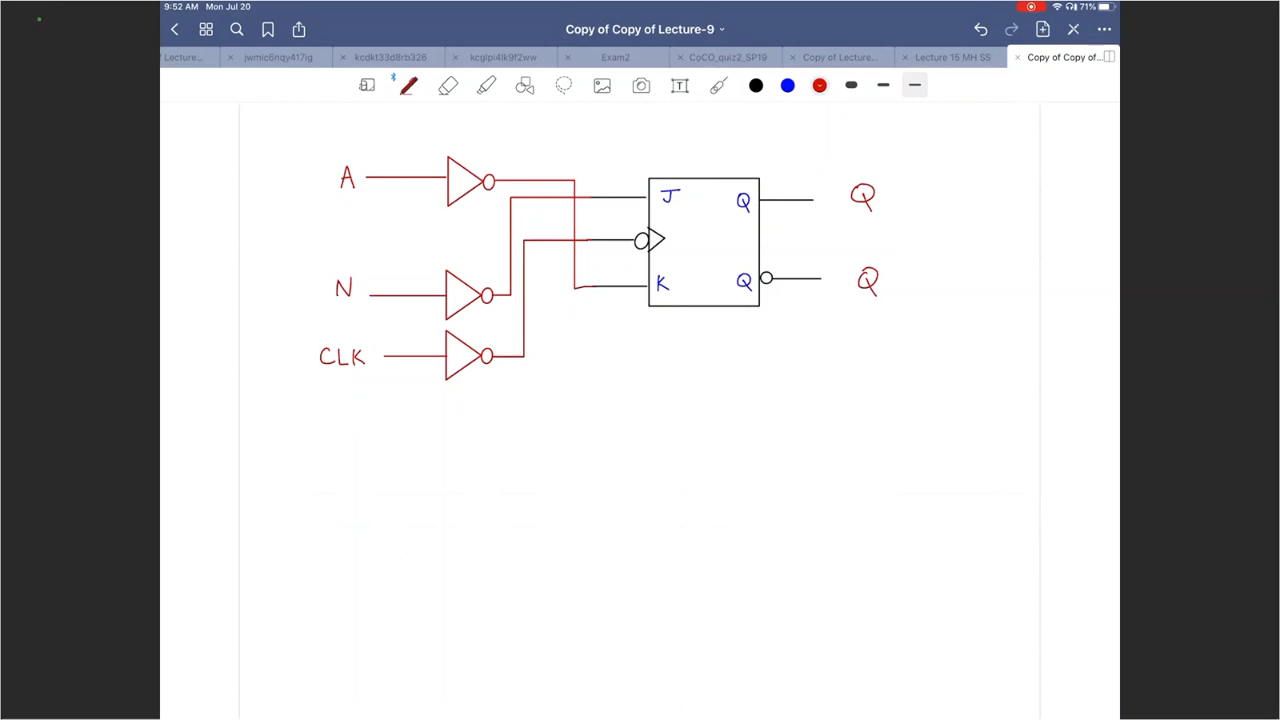 9:52 AM Mon Jul 20
71%
Copy of Copy of Lecture-9
Lecture...
jwmic6nqy417ig
kcdkt33d8rb326
kcglpi4lk9f2ww
Exam2
CoCO_quiz2_SP19
Copy of Lecture...
Lecture 15 MH SS
Copy of Copy of...
T
A
J
Q
Q
N
K
Q
Q
CLK